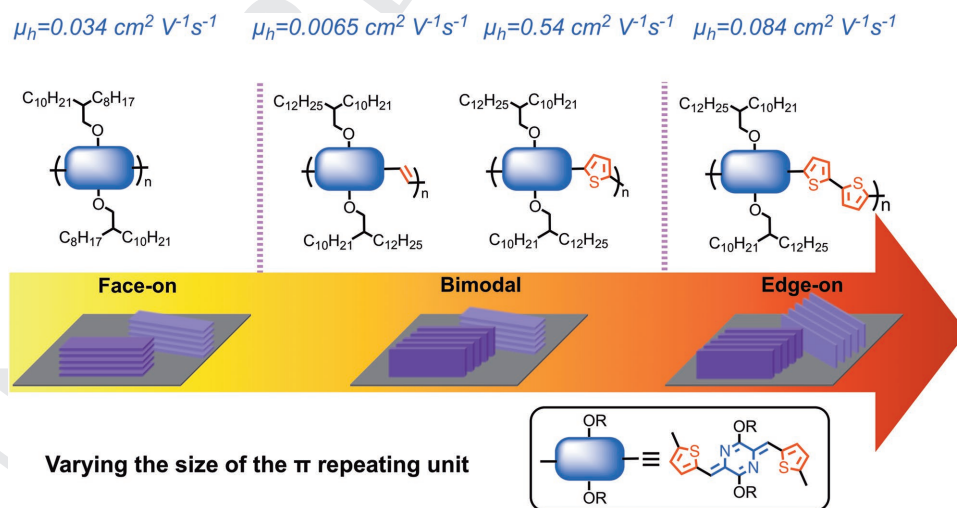 μh=0.034 cm² V⁻¹s⁻¹ μh=0.0065 cm² V⁻¹s⁻¹ μh=0.54 cm² V⁻¹s⁻¹ μh=0.084 cm² V⁻¹s⁻¹
C10H21 C8H17 C12H25 C10H21 C12H25 C10H21 C12H25 C10H21
O O O O
n n S n S S n
O O O O
C8H17 C10H21 C10H21 C12H25 C10H21 C12H25 C10H21 C12H25
Face-on Bimodal Edge-on
OR OR
S N N S
OR OR
Varying the size of the π repeating unit